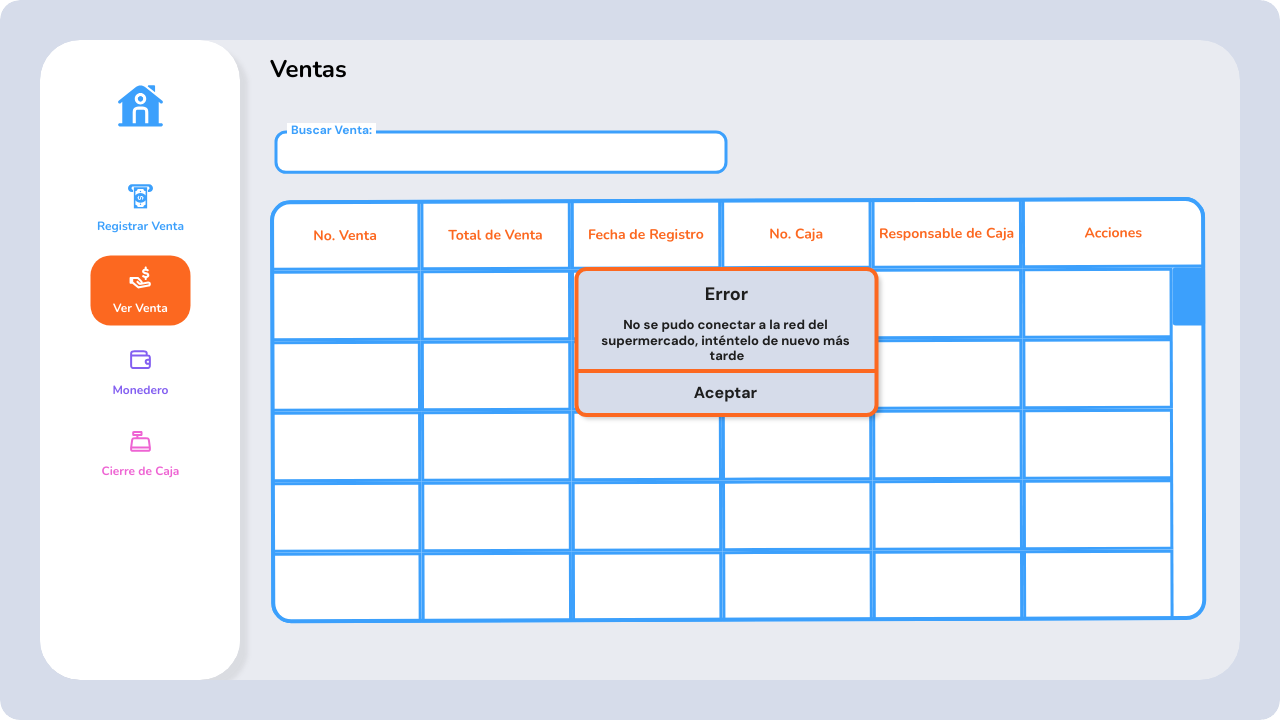 Ventas
Buscar Venta:
Registrar Venta
Ver Venta
Monedero
Cierre de Caja
No. Venta
Total de Venta
Fecha de Registro
No. Caja
Responsable de Caja
Acciones
Error
No se pudo conectar a la red del
supermercado, inténtelo de nuevo más
tarde
Aceptar